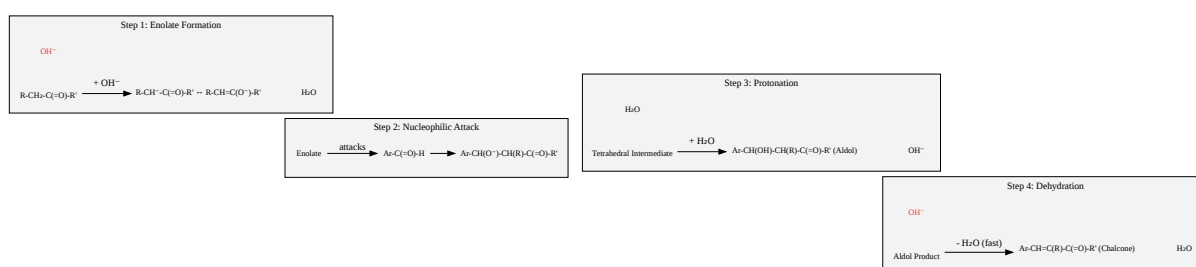 Step 1: Enolate Formation
OH⁻
+ OH⁻
R-CH₂-C(=O)-R' R-CH⁻-C(=O)-R' ↔ R-CH=C(O⁻)-R' H₂O
Step 2: Nucleophilic Attack
attacks
Enolate Ar-C(=O)-H Ar-CH(O⁻)-CH(R)-C(=O)-R'
Step 3: Protonation
H₂O
+ H₂O
Tetrahedral Intermediate Ar-CH(OH)-CH(R)-C(=O)-R' (Aldol) OH⁻
Step 4: Dehydration
OH⁻
- H₂O (fast)
Aldol Product Ar-CH=C(R)-C(=O)-R' (Chalcone) H₂O